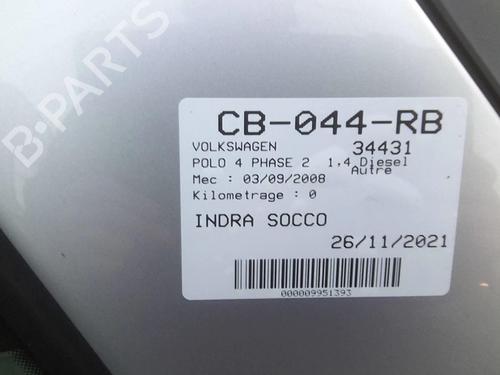 B-PARTS
CB-044-RB
VOLKSWAGEN 34431
POLO 4 PHASE 2 1,4 Diesel
Autre
Mec : 03/09/2008
Kilometrage : 0
INDRA SOCCO
26/11/2021
000009951393